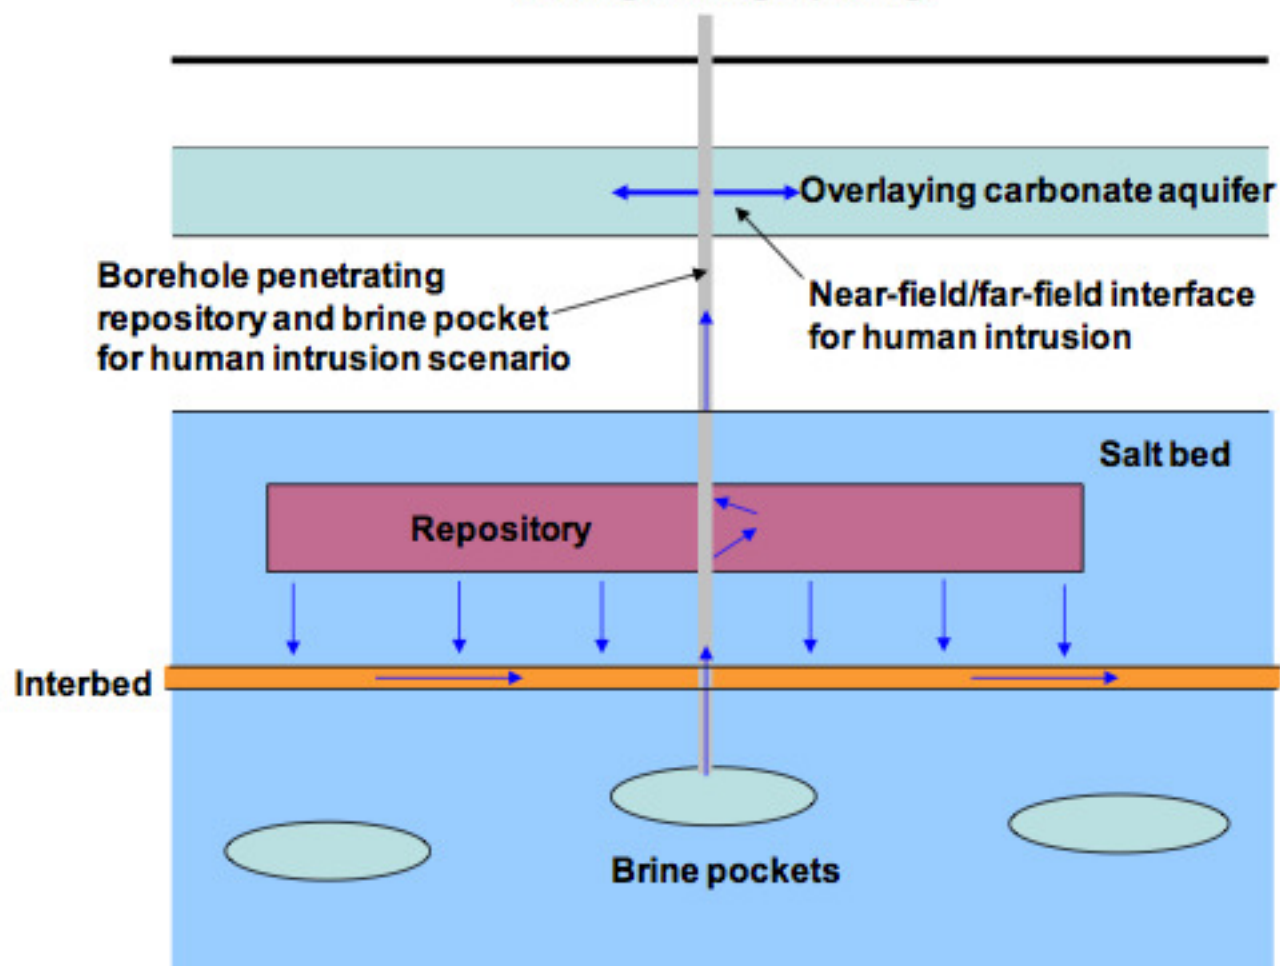 Overlaying carbonate aquifer
Borehole penetrating
repository and brine pocket
for human intrusion scenario
Near-field/far-field interface
for human intrusion
Salt bed
Repository
Interbed
Brine pockets